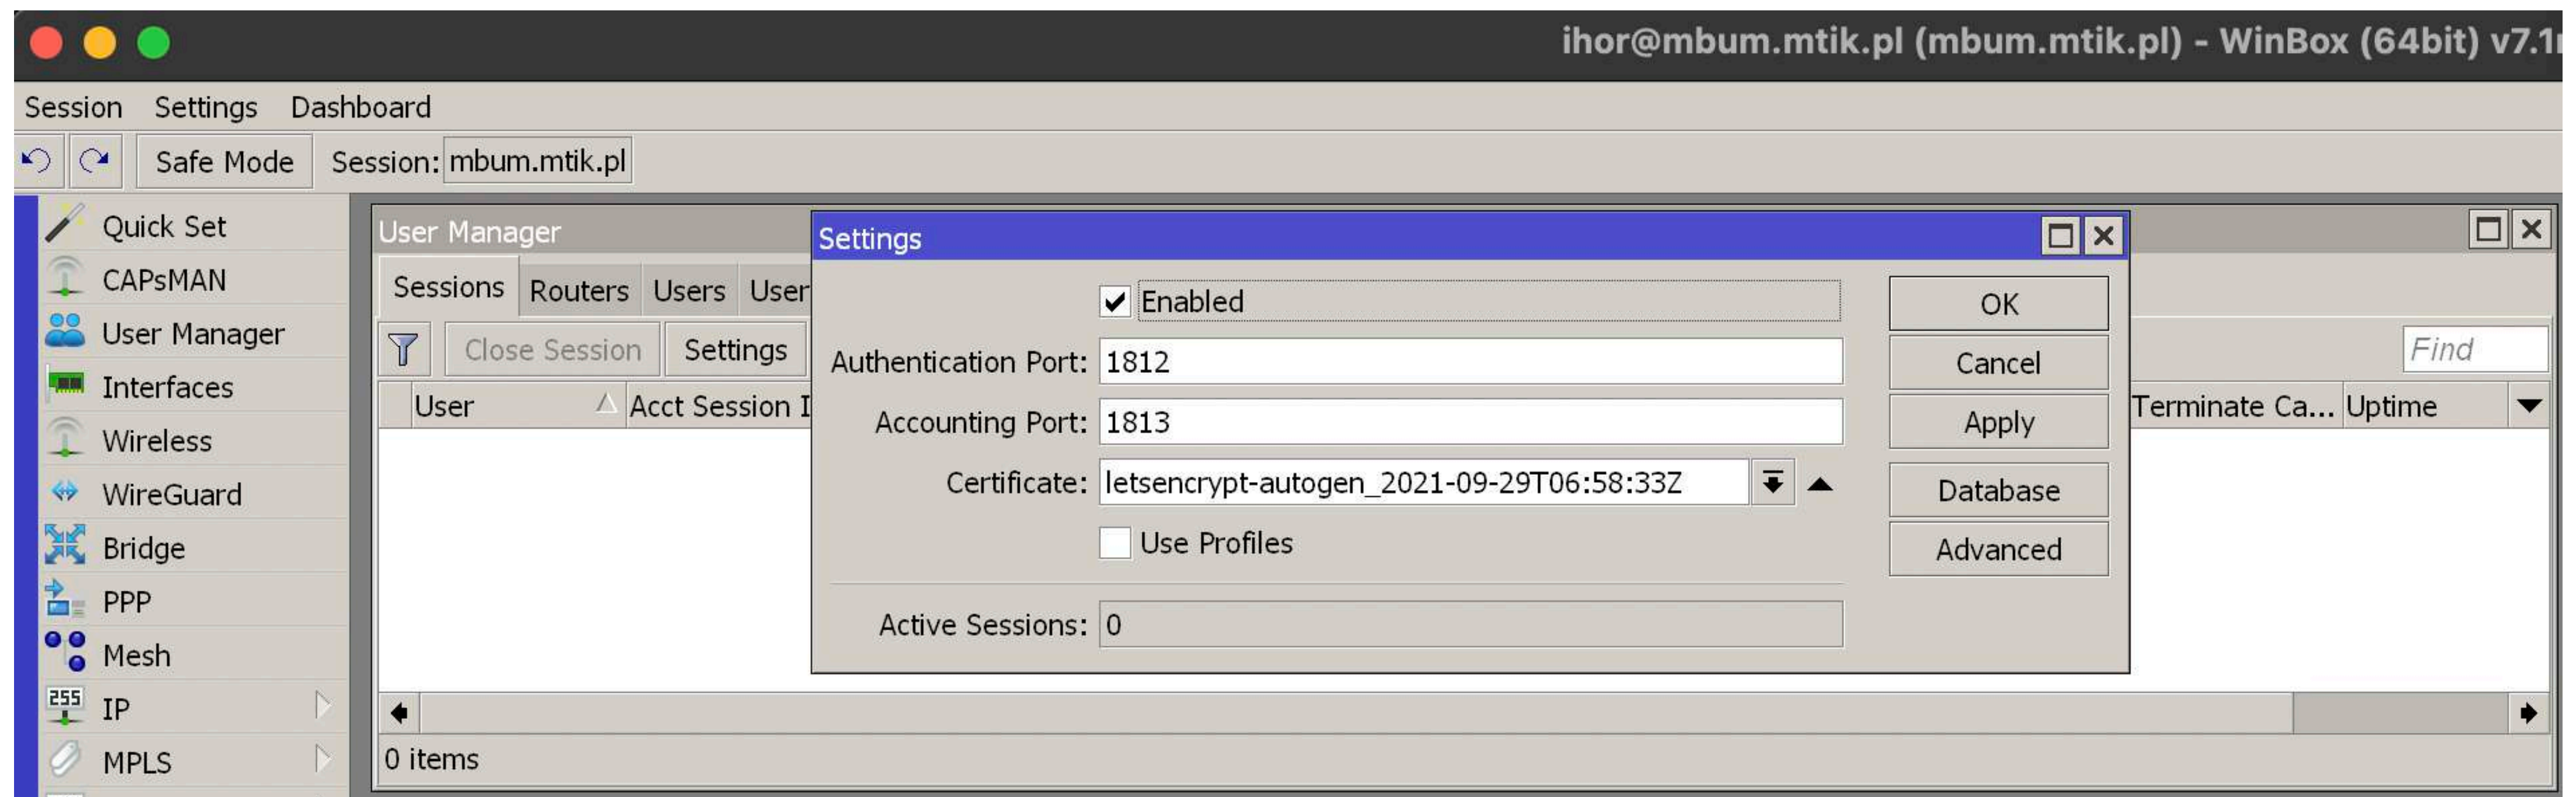 ihor@mbum.mtik.pl (mbum.mtik.pl) - WinBox (64bit) v7.1
Session Settings Dashboard
Safe Mode Session: mbum.mtik.pl
Quick Set
CAPsMAN
User Manager
Interfaces
Wireless
WireGuard
Bridge
PPP
Mesh
255 IP
MPLS
User Manager
Sessions Routers Users User
Close Session Settings
Find
User Acct Session I
Terminate Ca... Uptime
0 items
Settings
Enabled
Authentication Port: 1812
Accounting Port: 1813
Certificate: letsencrypt-autogen_2021-09-29T06:58:33Z
Use Profiles
Active Sessions: 0
OK
Cancel
Apply
Database
Advanced